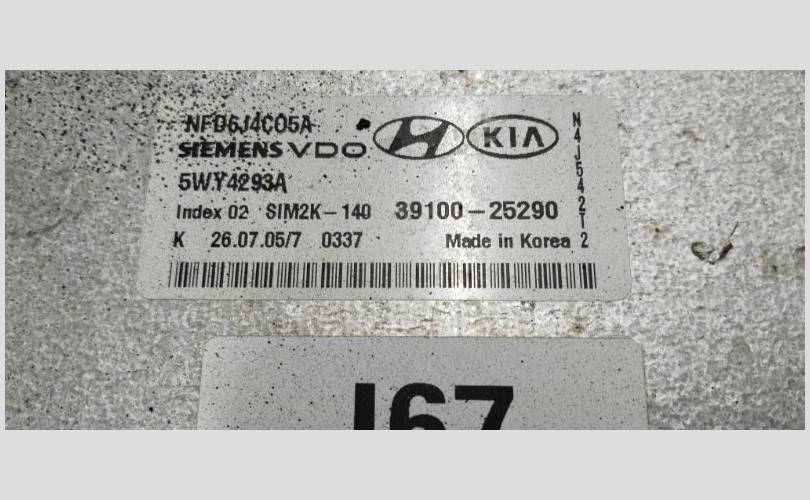 NFD6J4C05A
SIEMENS VDO KIA
5WY4293A
Index 02 SIM2K-140 39100-25290
K 26.07.05/7 0337 Made in Korea
N4J542T2
J67